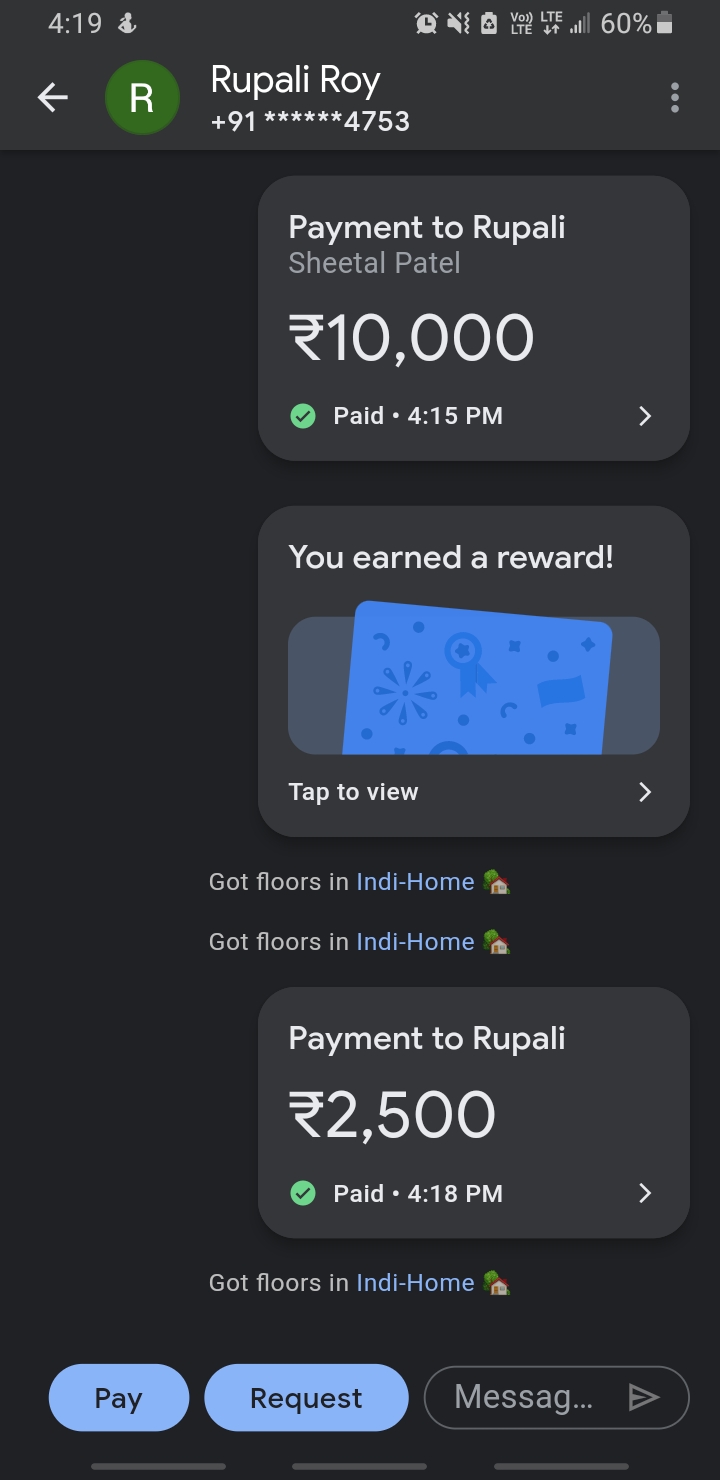 4:19
Vo)) LTE
LTE
60%
R
Rupali Roy
+91 ******4753
Payment to Rupali
Sheetal Patel
₹10,000
Paid • 4:15 PM
You earned a reward!
Tap to view
Got floors in Indi-Home
Got floors in Indi-Home
Payment to Rupali
₹2,500
Paid • 4:18 PM
Got floors in Indi-Home
Pay
Request
Messag...